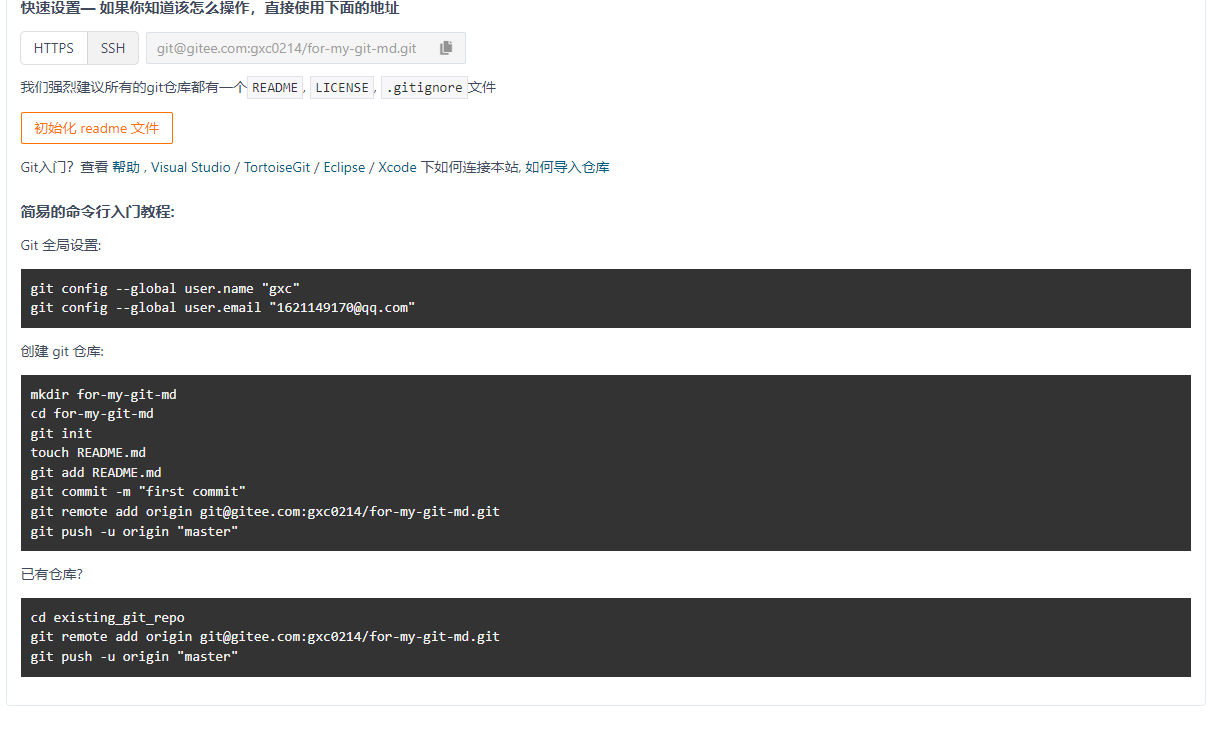 快速设置— 如果你知道该怎么操作，直接使用下面的地址
HTTPS SSH git@gitee.com:gxc0214/for-my-git-md.git
我们强烈建议所有的git仓库都有一个 README, LICENSE, .gitignore 文件
初始化 readme 文件
Git入门？查看 帮助 , Visual Studio / TortoiseGit / Eclipse / Xcode 下如何连接本站, 如何导入仓库
简易的命令行入门教程:
Git 全局设置:
git config --global user.name "gxc"
git config --global user.email "1621149170@qq.com"
创建 git 仓库:
mkdir for-my-git-md
cd for-my-git-md
git init
touch README.md
git add README.md
git commit -m "first commit"
git remote add origin git@gitee.com:gxc0214/for-my-git-md.git
git push -u origin "master"
已有仓库?
cd existing_git_repo
git remote add origin git@gitee.com:gxc0214/for-my-git-md.git
git push -u origin "master"